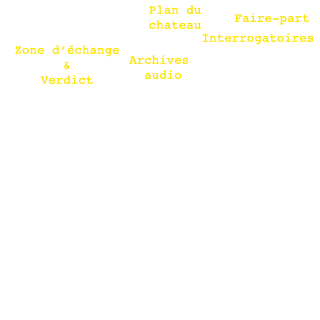 Plan du
chateau
Faire-part
Interrogatoires
Zone d’échange
&
Verdict
Archives
audio